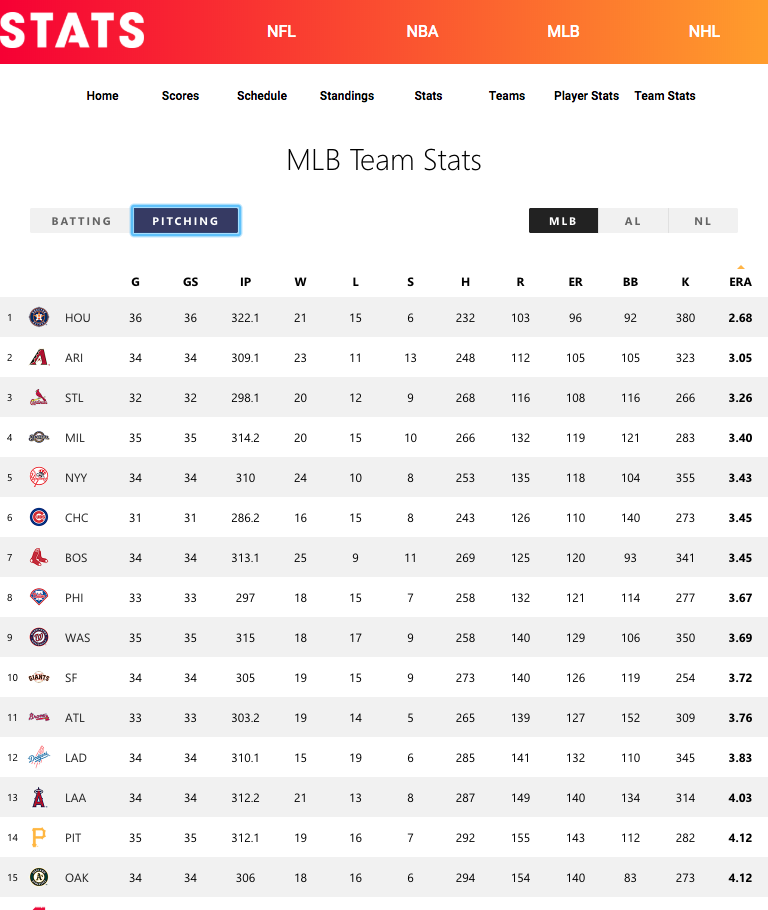 STATS NFL NBA MLB NHL
Home Scores Schedule Standings Stats Teams Player Stats Team Stats
MLB Team Stats
BATTING PITCHING MLB AL NL
G GS IP W L S H R ER BB K ERA
1 HOU 36 36 322.1 21 15 6 232 103 96 92 380 2.68
2 ARI 34 34 309.1 23 11 13 248 112 105 105 323 3.05
3 STL 32 32 298.1 20 12 9 268 116 108 116 266 3.26
4 MIL 35 35 314.2 20 15 10 266 132 119 121 283 3.40
5 NYY 34 34 310 24 10 8 253 135 118 104 355 3.43
6 CHC 31 31 286.2 16 15 8 243 126 110 140 273 3.45
7 BOS 34 34 313.1 25 9 11 269 125 120 93 341 3.45
8 PHI 33 33 297 18 15 7 258 132 121 114 277 3.67
9 WAS 35 35 315 18 17 9 258 140 129 106 350 3.69
10 GIANTS SF 34 34 305 19 15 9 273 140 126 119 254 3.72
11 Braves ATL 33 33 303.2 19 14 5 265 139 127 152 309 3.76
12 Dodgers LAD 34 34 310.1 15 19 6 285 141 132 110 345 3.83
13 A LAA 34 34 312.2 21 13 8 287 149 140 134 314 4.03
14 P PIT 35 35 312.1 19 16 7 292 155 143 112 282 4.12
15 OAK 34 34 306 18 16 6 294 154 140 83 273 4.12